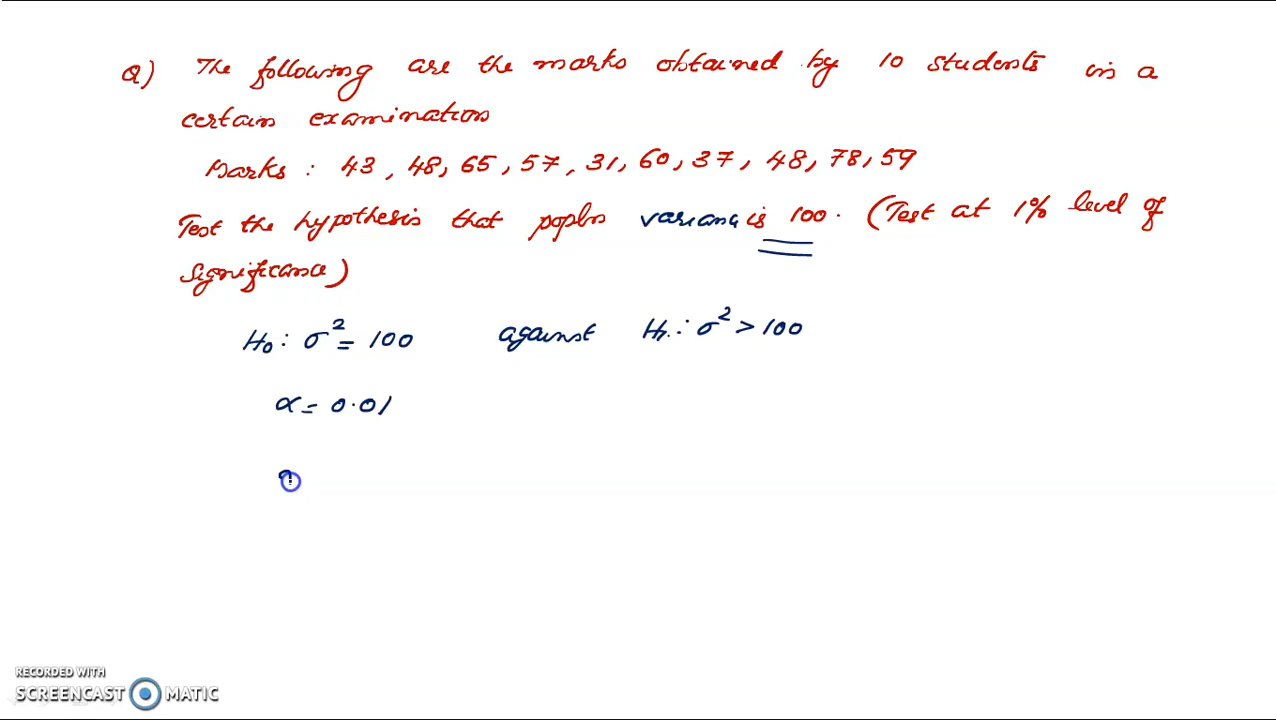 Q) The following are the marks obtained by 10 students in a
certain examination
Marks : 43, 48, 65, 57, 31, 60, 37, 48, 78, 59
Test the hypothesis that popln variance is 100. (Test at 1% level of
significance)
H₀ : σ² = 100 against H₁ : σ² > 100
α = 0.01
RECORDED WITH
SCREENCAST MATIC